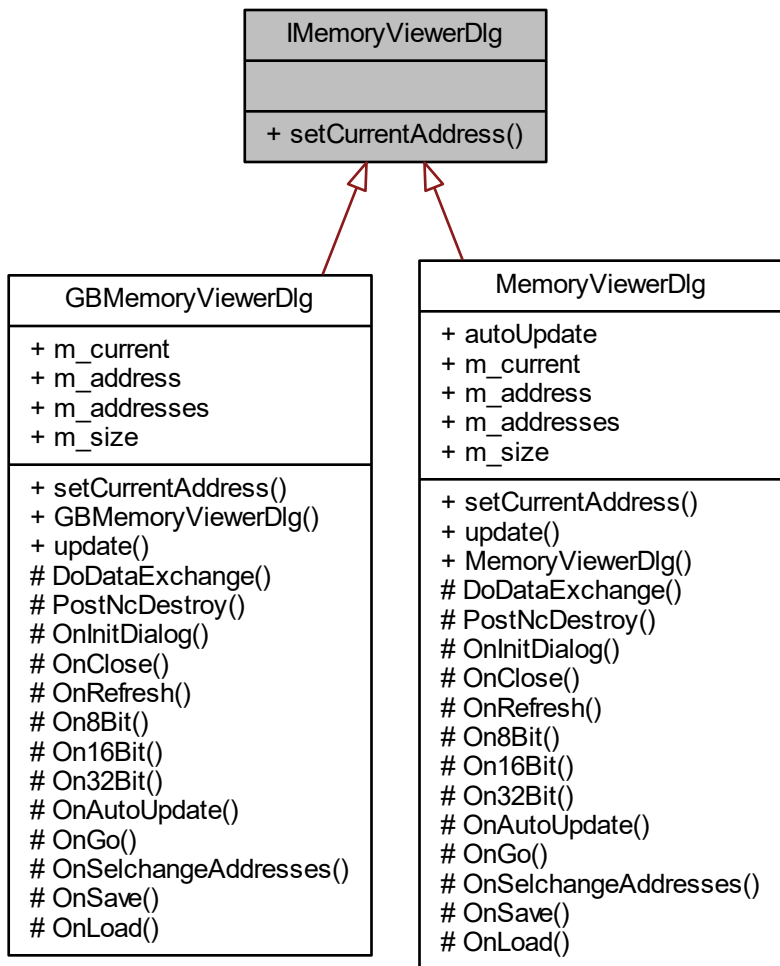 IMemoryViewerDlg
+ setCurrentAddress()
GBMemoryViewerDlg
+ m_current
+ m_address
+ m_addresses
+ m_size
+ setCurrentAddress()
+ GBMemoryViewerDlg()
+ update()
# DoDataExchange()
# PostNcDestroy()
# OnInitDialog()
# OnClose()
# OnRefresh()
# On8Bit()
# On16Bit()
# On32Bit()
# OnAutoUpdate()
# OnGo()
# OnSelchangeAddresses()
# OnSave()
# OnLoad()
MemoryViewerDlg
+ autoUpdate
+ m_current
+ m_address
+ m_addresses
+ m_size
+ setCurrentAddress()
+ update()
+ MemoryViewerDlg()
# DoDataExchange()
# PostNcDestroy()
# OnInitDialog()
# OnClose()
# OnRefresh()
# On8Bit()
# On16Bit()
# On32Bit()
# OnAutoUpdate()
# OnGo()
# OnSelchangeAddresses()
# OnSave()
# OnLoad()